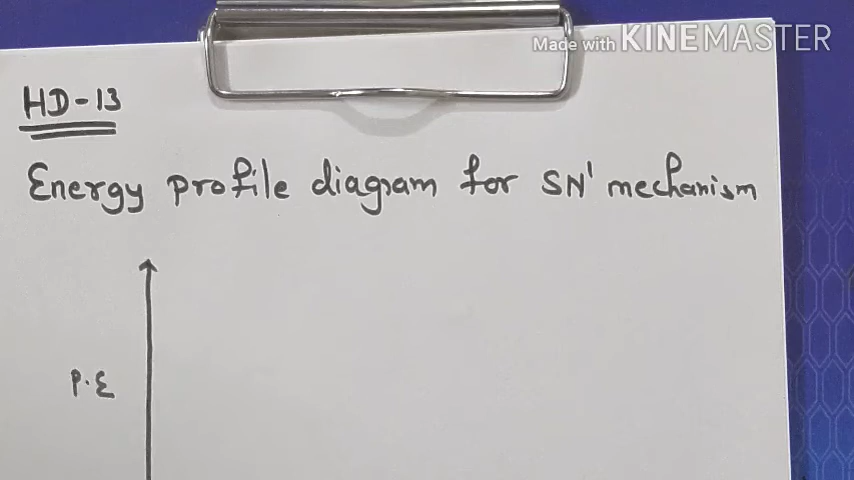 Made with KINEMASTER
HD-13
Energy profile diagram for SN' mechanism
P.E